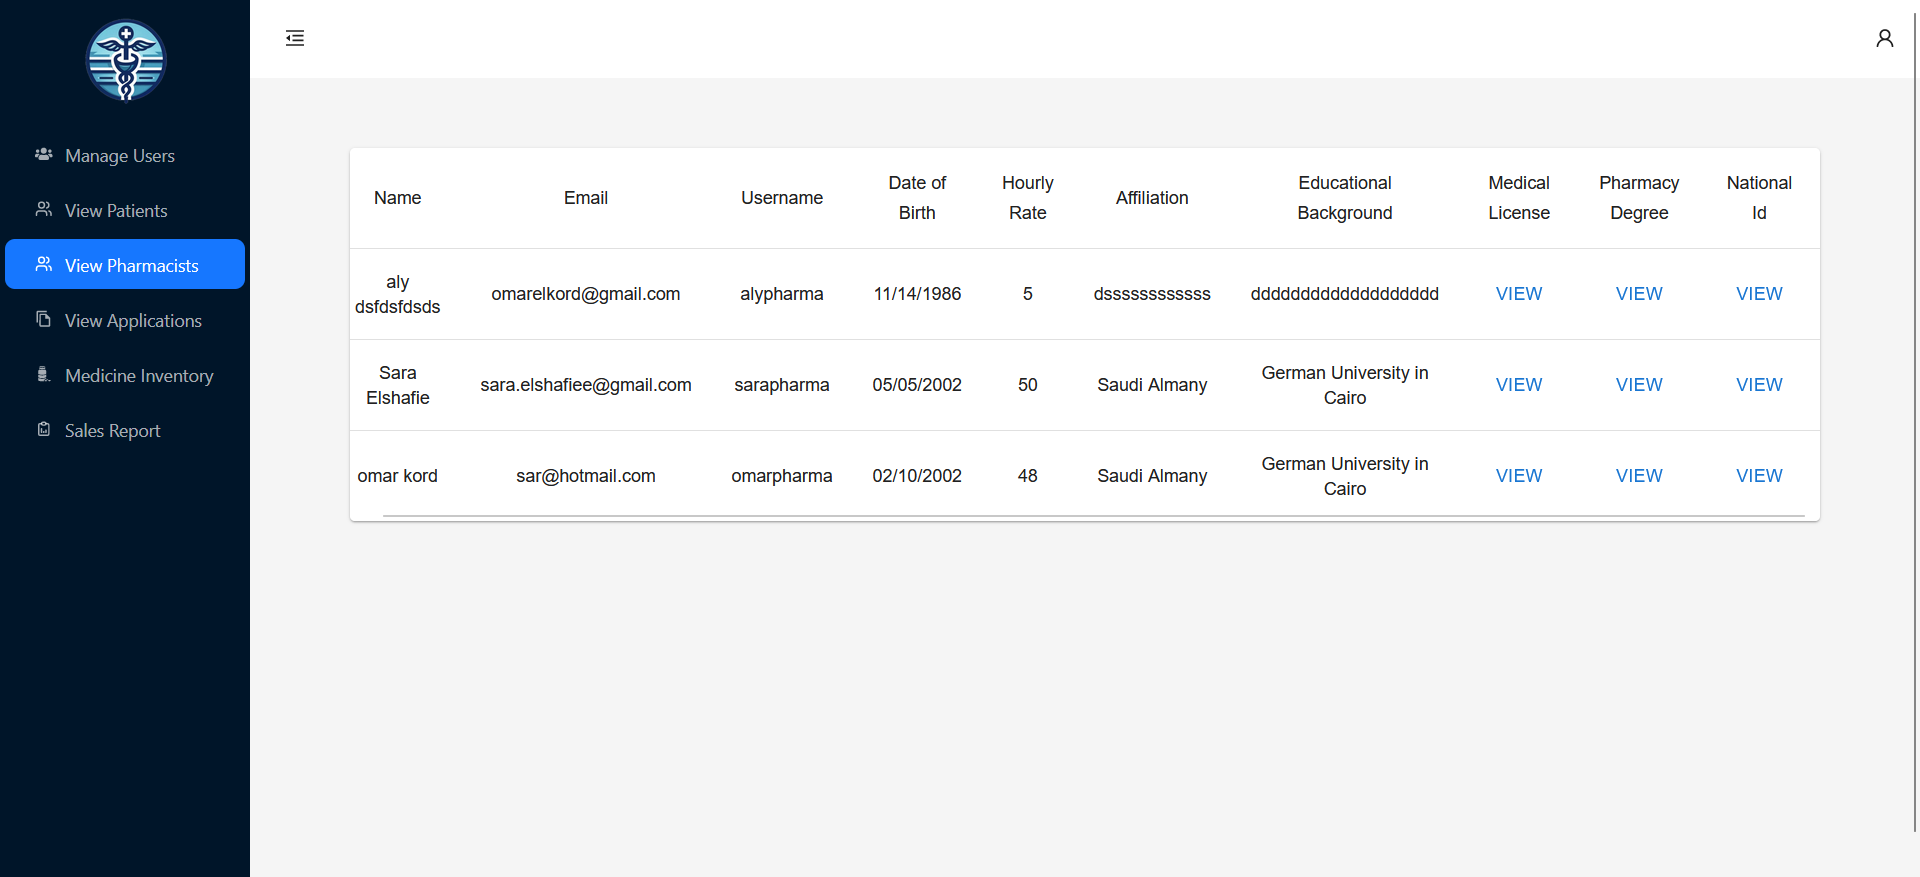 Manage Users
View Patients
View Pharmacists
View Applications
Medicine Inventory
Sales Report
Name Email Username Date of Birth Hourly Rate Affiliation Educational Background Medical License Pharmacy Degree National Id
aly dsfdsfdsds omarelkord@gmail.com alypharma 11/14/1986 5 dssssssssssss ddddddddddddddddddd VIEW VIEW VIEW
Sara Elshafie sara.elshafiee@gmail.com sarapharma 05/05/2002 50 Saudi Almany German University in Cairo VIEW VIEW VIEW
omar kord sar@hotmail.com omarpharma 02/10/2002 48 Saudi Almany German University in Cairo VIEW VIEW VIEW